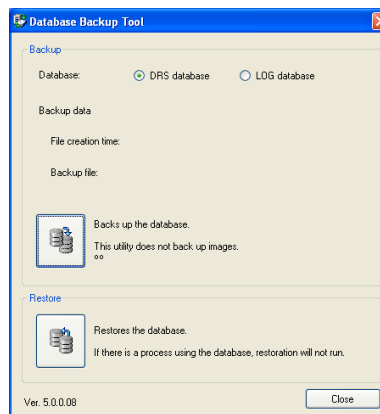 Database Backup Tool
Backup
Database: DRS database LOG database
Backup data
File creation time:
Backup file:
Backs up the database.
This utility does not back up images.
°°
Restore
Restores the database.
If there is a process using the database, restoration will not run.
Ver. 5.0.0.08 Close